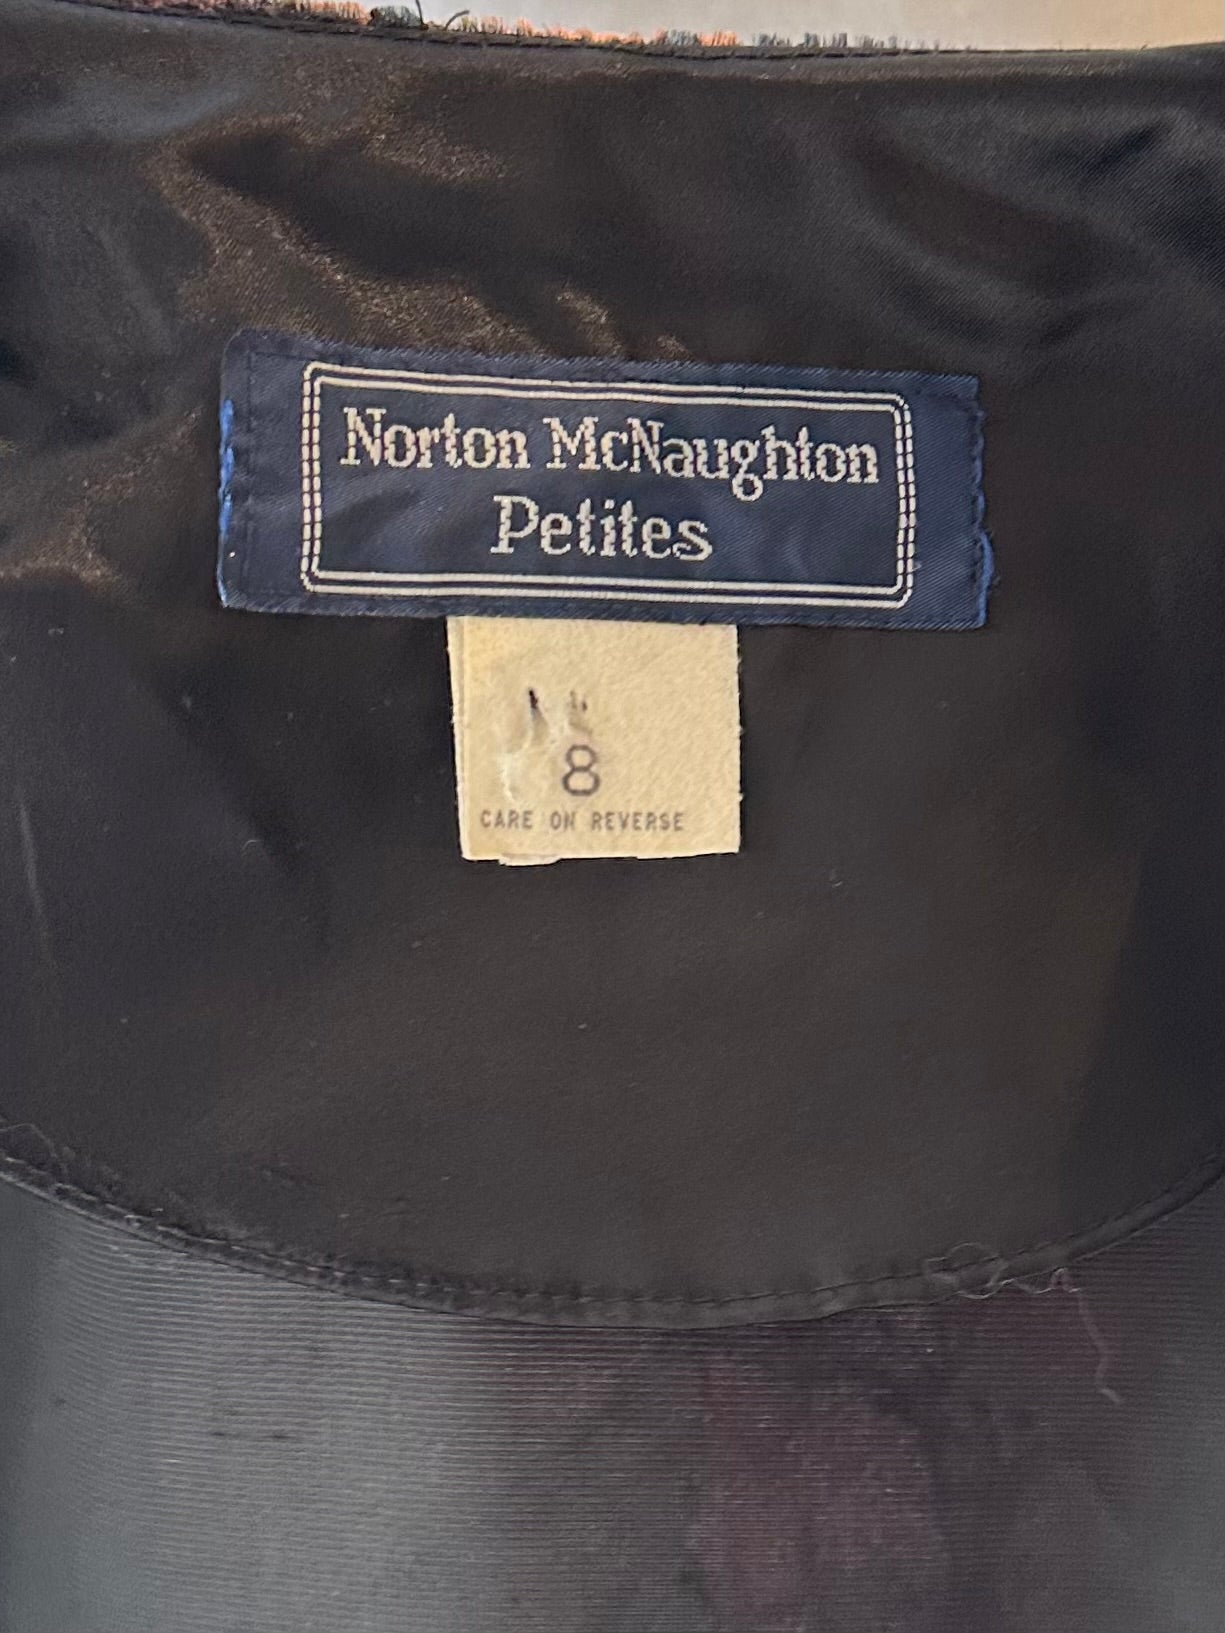 Norton McNaughton
Petites
8
CARE ON REVERSE